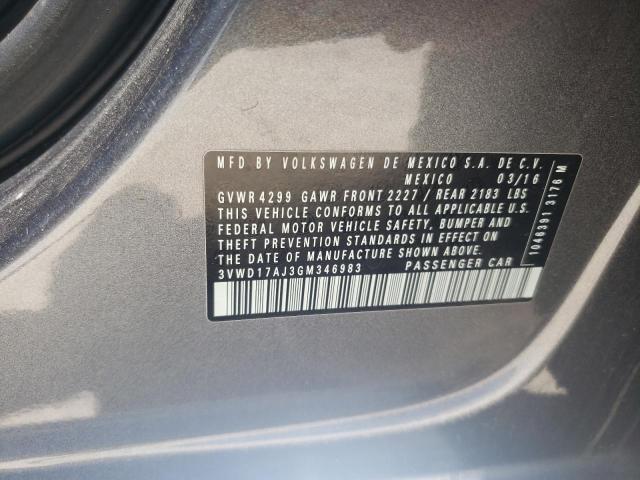 MFD BY VOLKSWAGEN DE MEXICO S.A. DE C.V.
MEXICO 03/16
GVWR 4299 GAWR FRONT 2227 / REAR 2183 LBS
THIS VEHICLE CONFORMS TO ALL APPLICABLE U.S.
FEDERAL MOTOR VEHICLE SAFETY, BUMPER AND
THEFT PREVENTION STANDARDS IN EFFECT ON
THE DATE OF MANUFACTURE SHOWN ABOVE.
3VWD17AJ3GM346983 PASSENGER CAR
1046391 3176 M